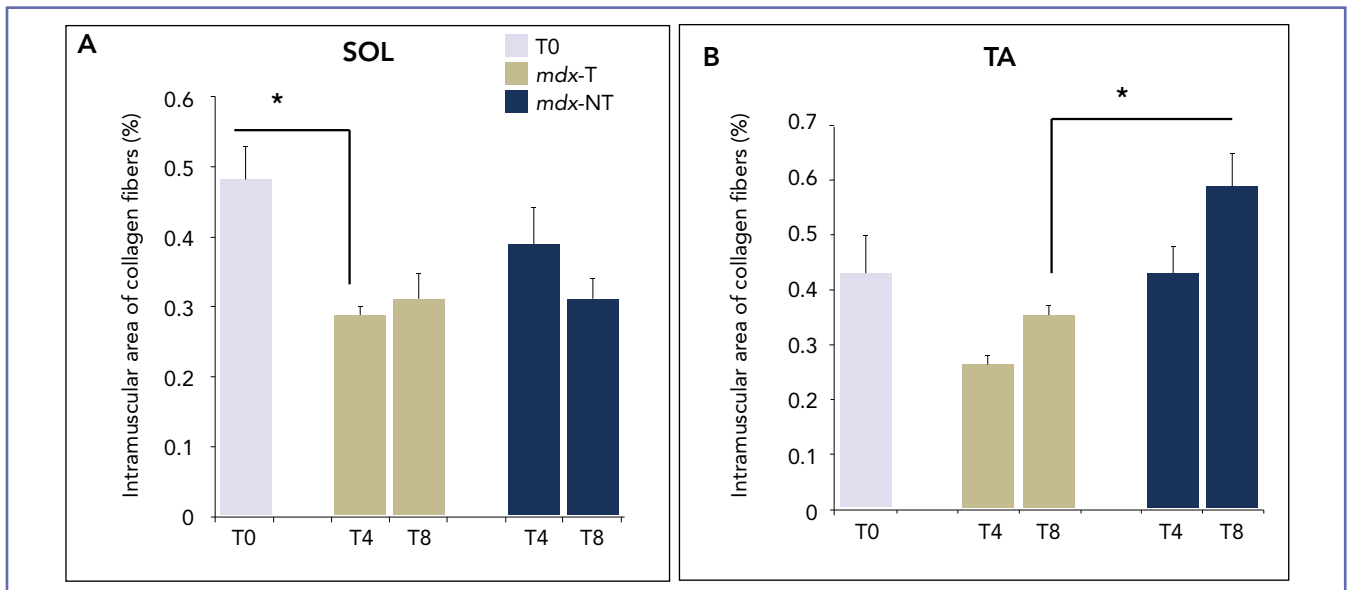 A
SOL
T0
mdx-T
mdx-NT
*
Intramuscular area of collagen fibers (%)
0.6
0.5
0.4
0.3
0.2
0.1
0
T0 T4 T8 T4 T8
B
TA
*
Intramuscular area of collagen fibers (%)
0.7
0.6
0.5
0.4
0.3
0.2
0.1
0
T0 T4 T8 T4 T8